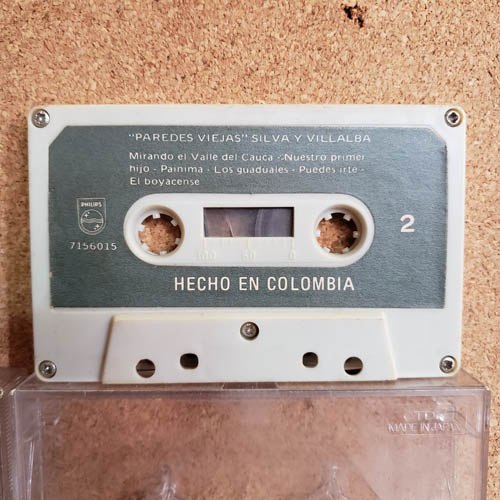 "PAREDES VIEJAS" SILVA Y VILLALBA
Mirando el Valle del Cauca - Nuestro primer
hijo - Painima - Los guaduales - Puedes irte -
El boyacense
PHILIPS
7156015
2
100 50 0
HECHO EN COLOMBIA
MADE IN JAPAN